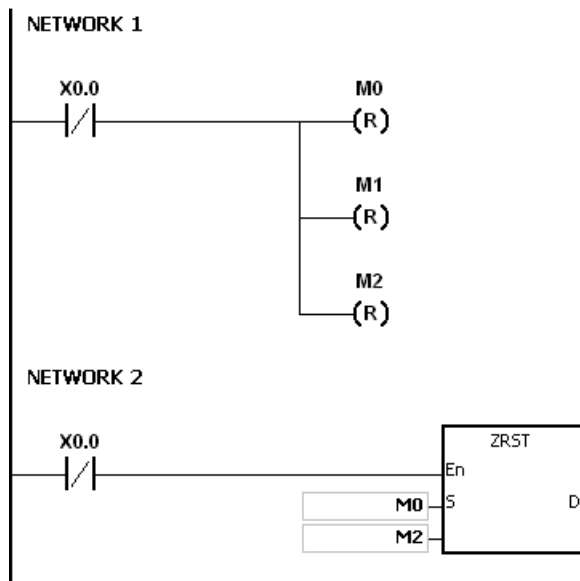 NETWORK 1
X0.0
M0
(R)
M1
(R)
M2
(R)
NETWORK 2
X0.0
ZRST
En
M0 S D
M2